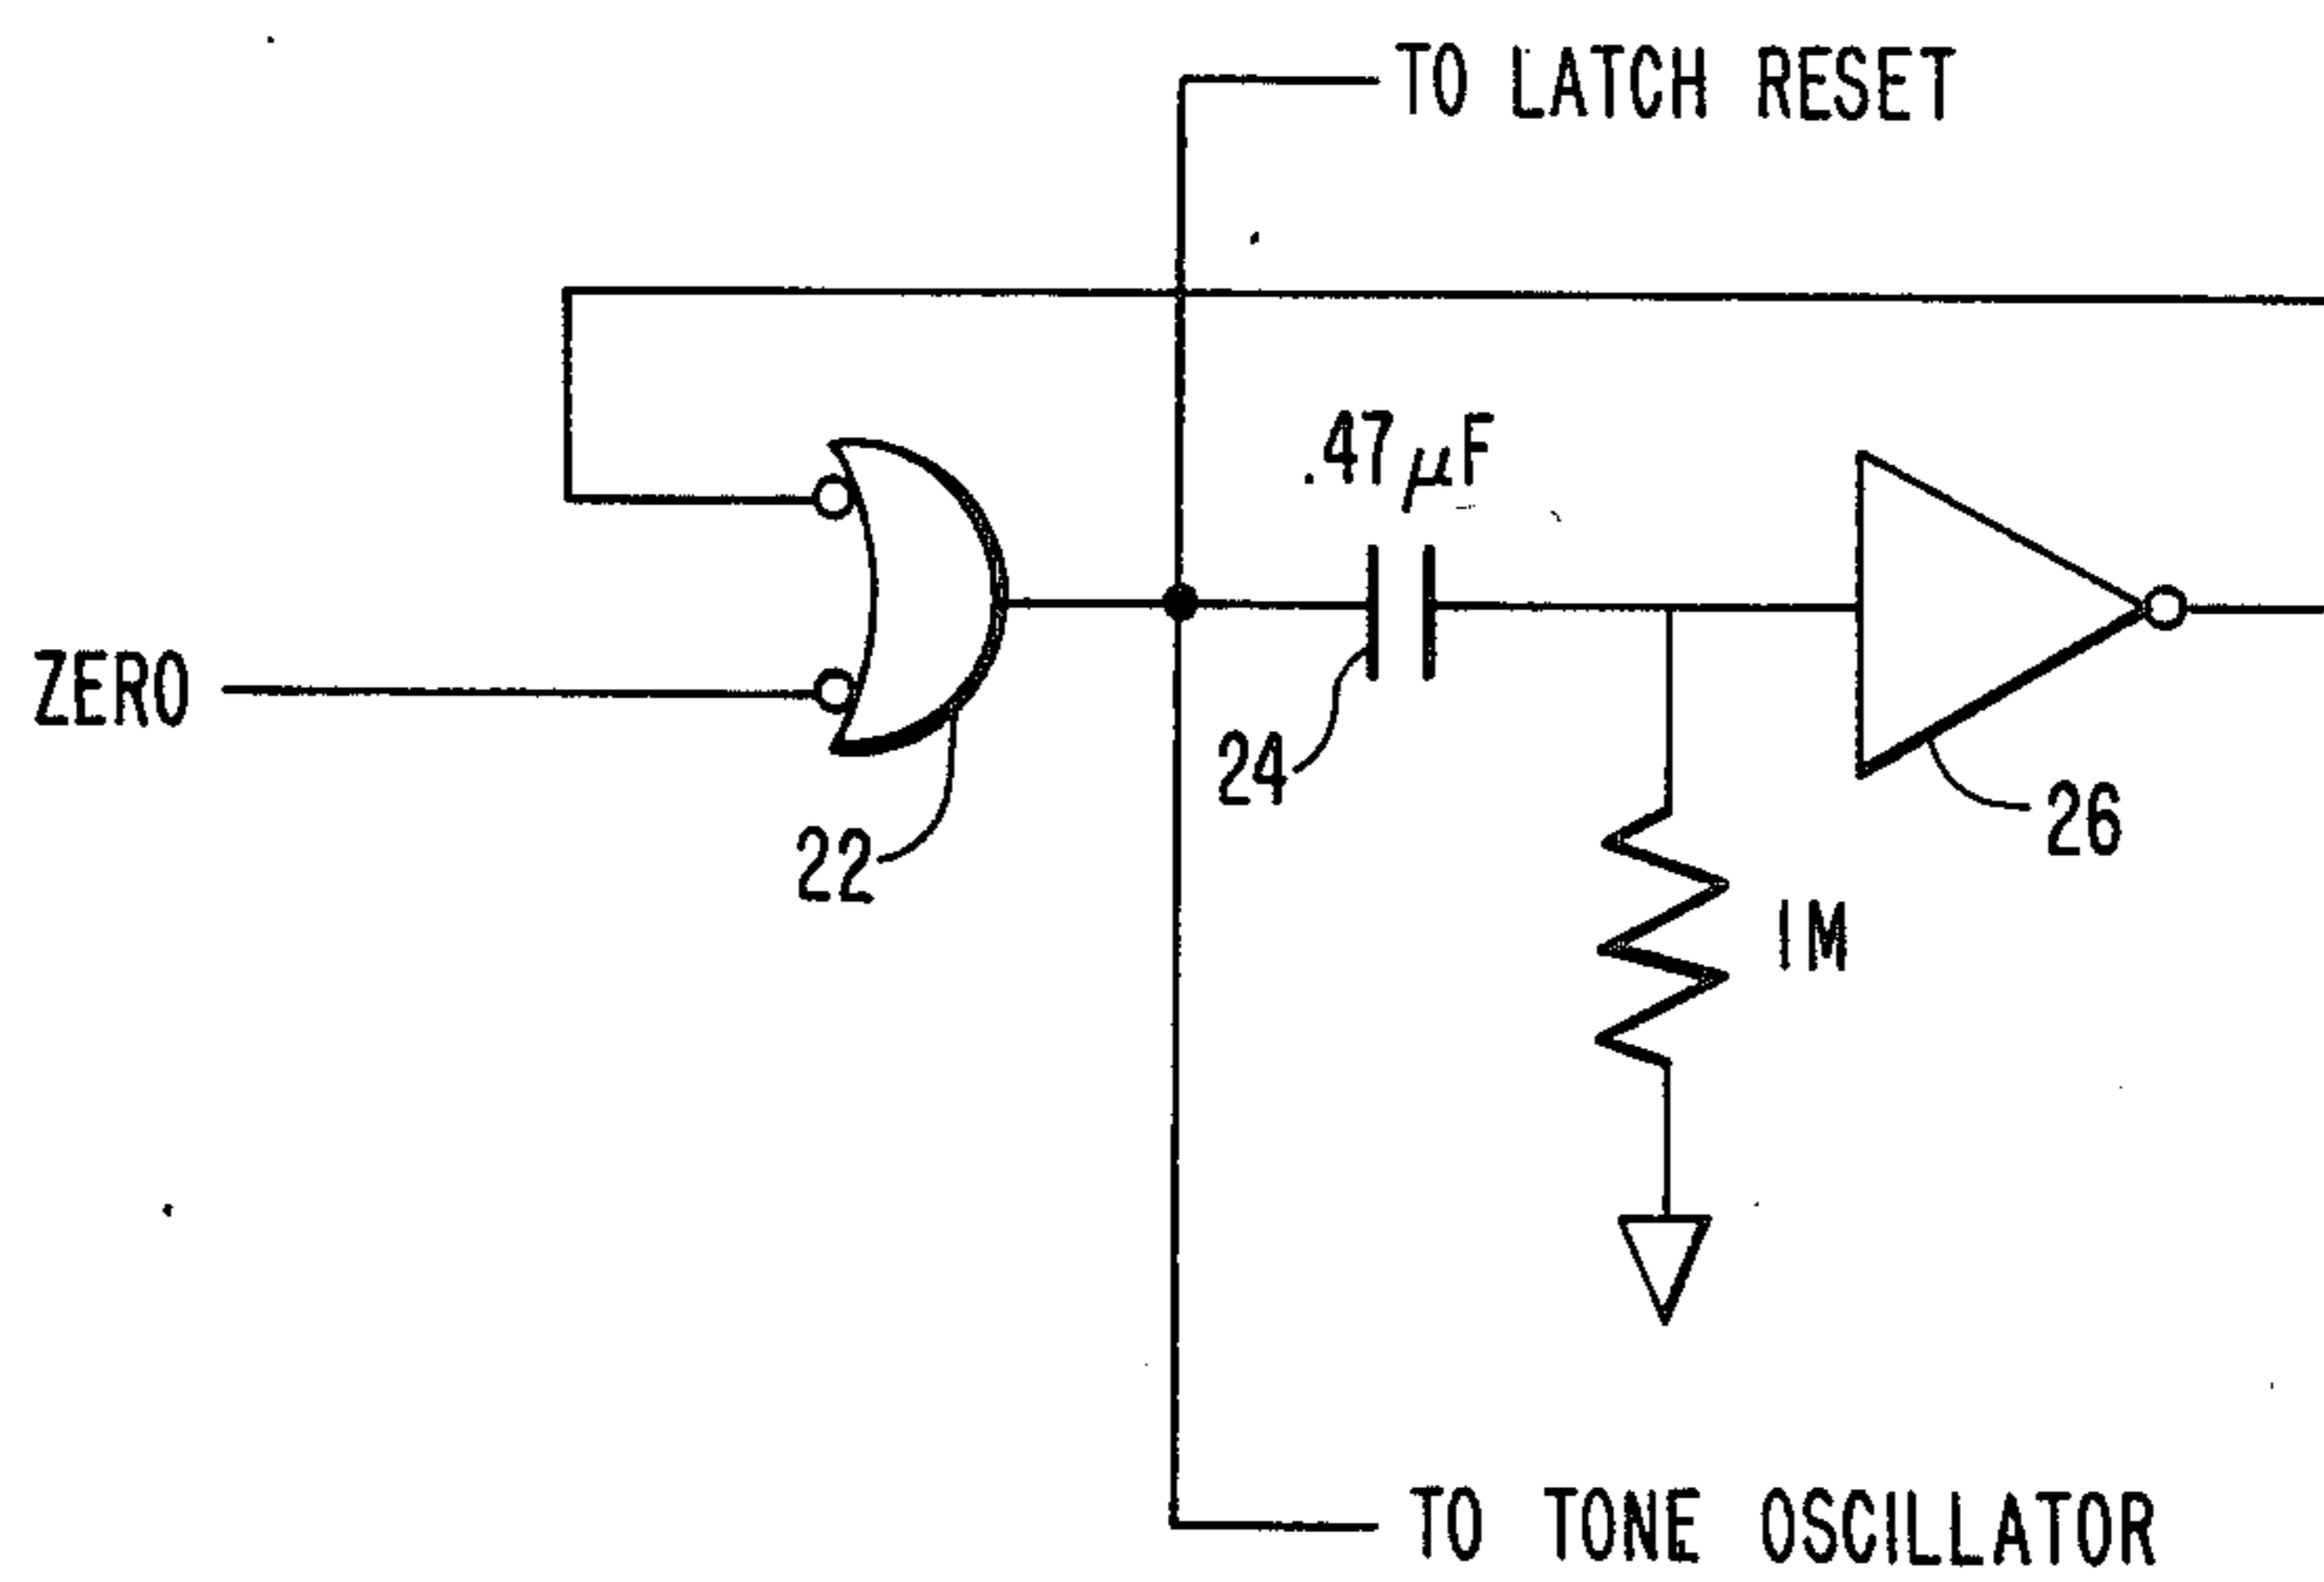 TO LATCH RESET
.47µF
ZERO
24
22
26
1M
TO TONE OSCILLATOR